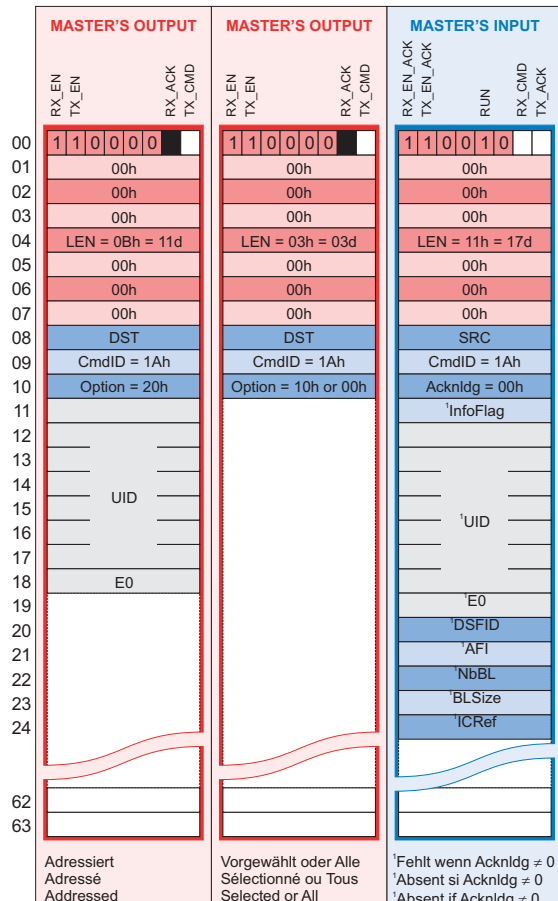 MASTER'S OUTPUT MASTER'S OUTPUT MASTER'S INPUT
RX_EN TX_EN RX_ACK TX_CMD RX_EN TX_EN RX_ACK TX_CMD RX_EN_ACK TX_EN_ACK RUN RX_CMD TX_ACK
00 1 1 0 0 0 0 1 1 0 0 0 0 1 1 0 0 1 0
01 00h 00h 00h
02 00h 00h 00h
03 00h 00h 00h
04 LEN = 0Bh = 11d LEN = 03h = 03d LEN = 11h = 17d
05 00h 00h 00h
06 00h 00h 00h
07 00h 00h 00h
08 DST DST SRC
09 CmdID = 1Ah CmdID = 1Ah CmdID = 1Ah
10 Option = 20h Option = 10h or 00h Acknldg = 00h
11 ¹InfoFlag
12
13
14
15 UID
16 ¹UID
17
18 E0
19 ¹E0
20 ¹DSFID
21 ¹AFI
22 ¹NbBL
23 ¹BLSize
24 ¹ICRef
62
63
Adressiert Vorgewählt oder Alle ¹Fehlt wenn Acknldg ≠ 0
Adressé Sélectionné ou Tous ¹Absent si Acknldg ≠ 0
Addressed Selected or All ¹Absent if Acknldg ≠ 0